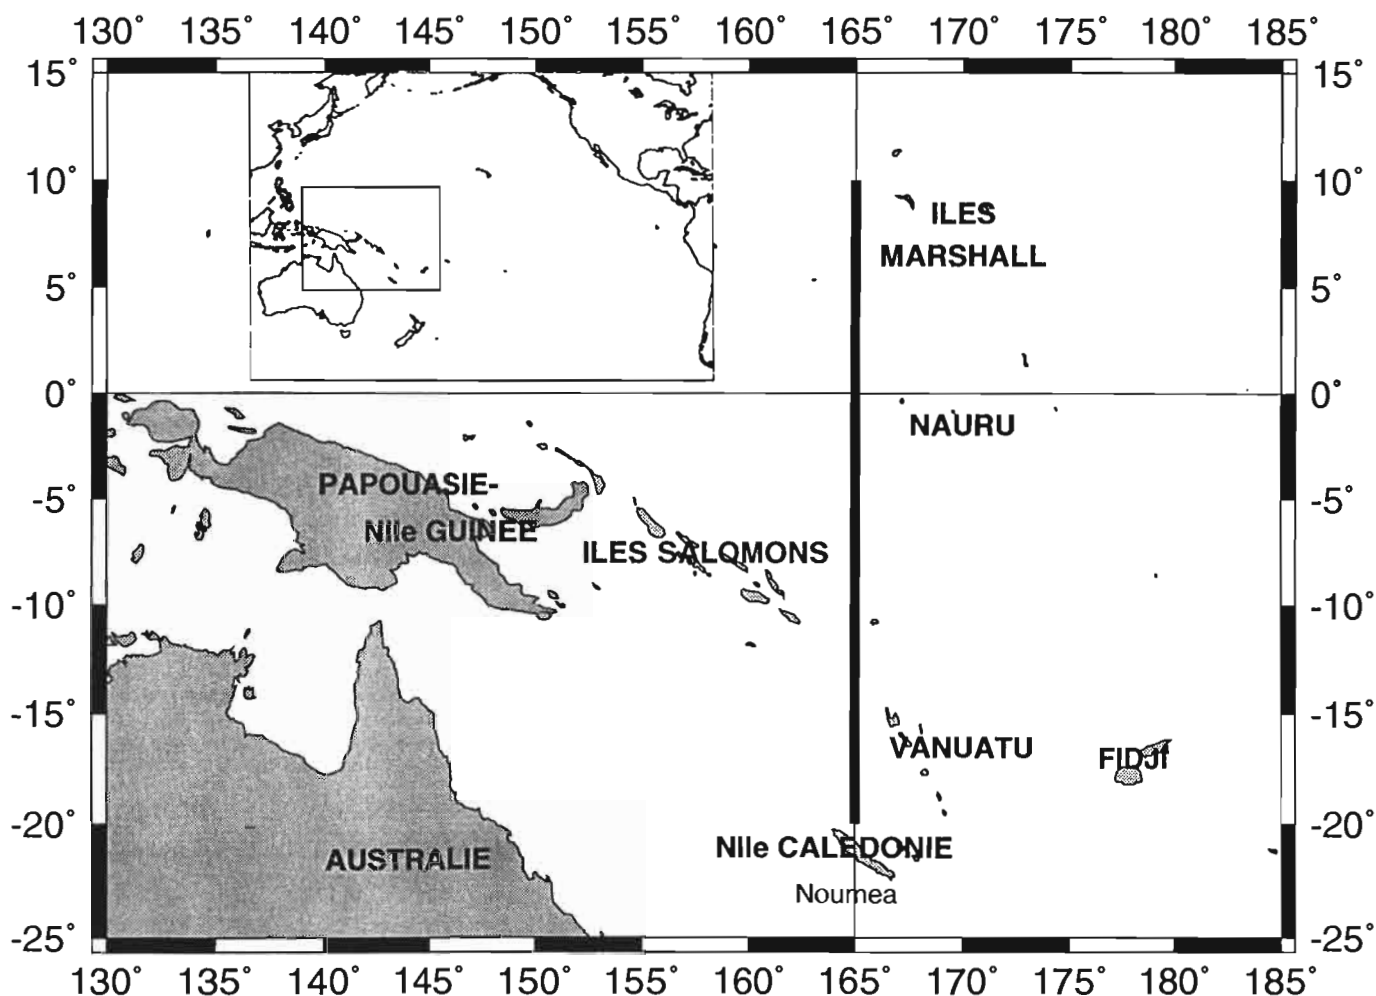 130° 135° 140° 145° 150° 155° 160° 165° 170° 175° 180° 185°
15° 15°
10° 10°
ILES
MARSHALL
5° 5°
0° 0°
NAURU
PAPOUASIE-
-5° -5°
Nlle GUINEE
ILES SALOMONS
-10° -10°
-15° -15°
VANUATU
FIDJI
-20° -20°
Nlle CALEDONIE
AUSTRALIE
Noumea
-25° -25°
130° 135° 140° 145° 150° 155° 160° 165° 170° 175° 180° 185°